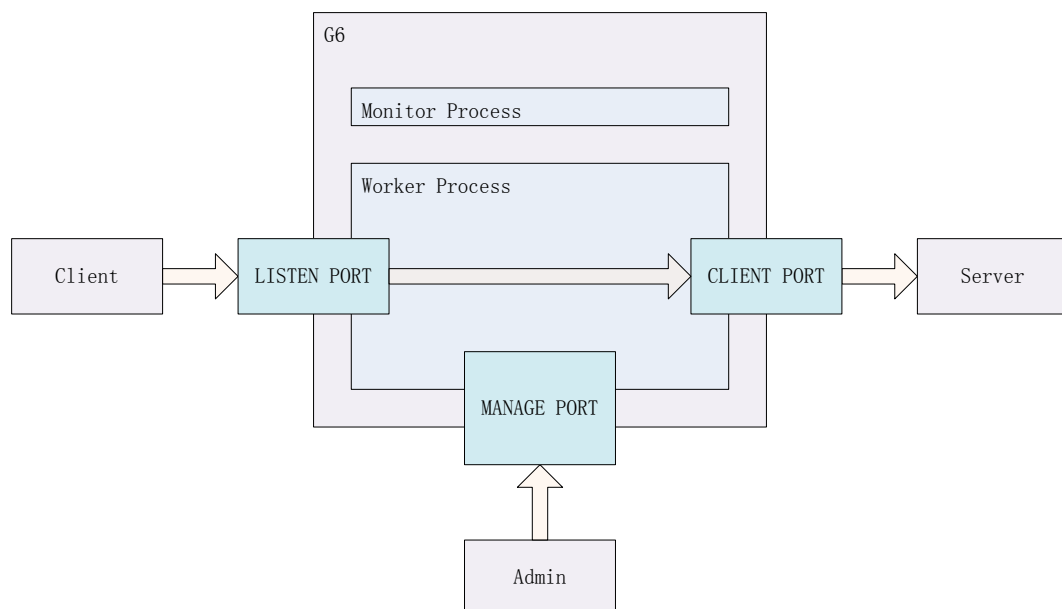 G6
Monitor Process
Worker Process
Client
LISTEN PORT
CLIENT PORT
Server
MANAGE PORT
Admin